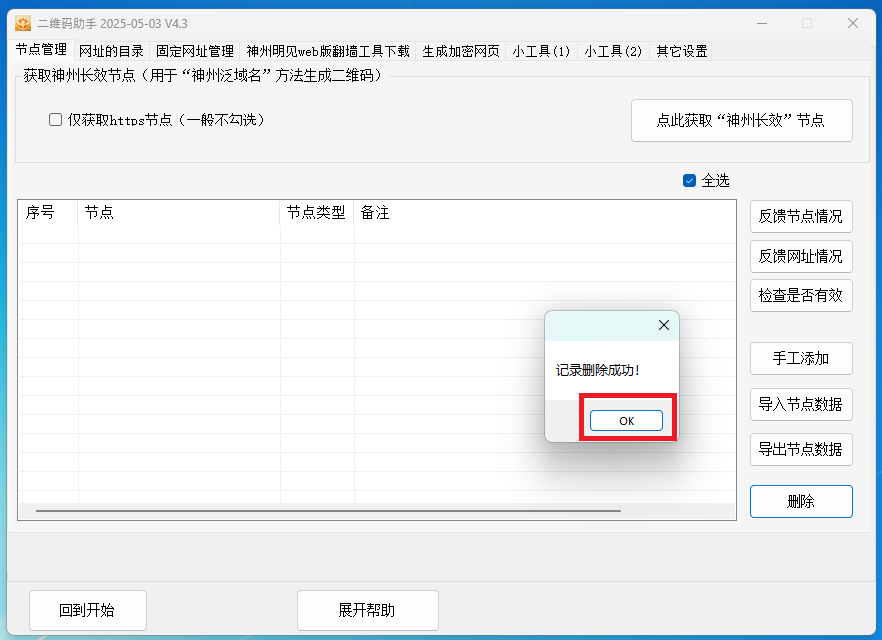 二维码助手 2025-05-03 V4.3
节点管理 网址的目录 固定网址管理 神州明见web版翻墙工具下载 生成加密网页 小工具(1) 小工具(2) 其它设置
获取神州长效节点（用于“神州泛域名”方法生成二维码）
仅获取https节点（一般不勾选）
点此获取“神州长效”节点
全选
序号 节点 节点类型 备注
反馈节点情况
反馈网址情况
检查是否有效
手工添加
导入节点数据
导出节点数据
删除
记录删除成功!
OK
回到开始
展开帮助